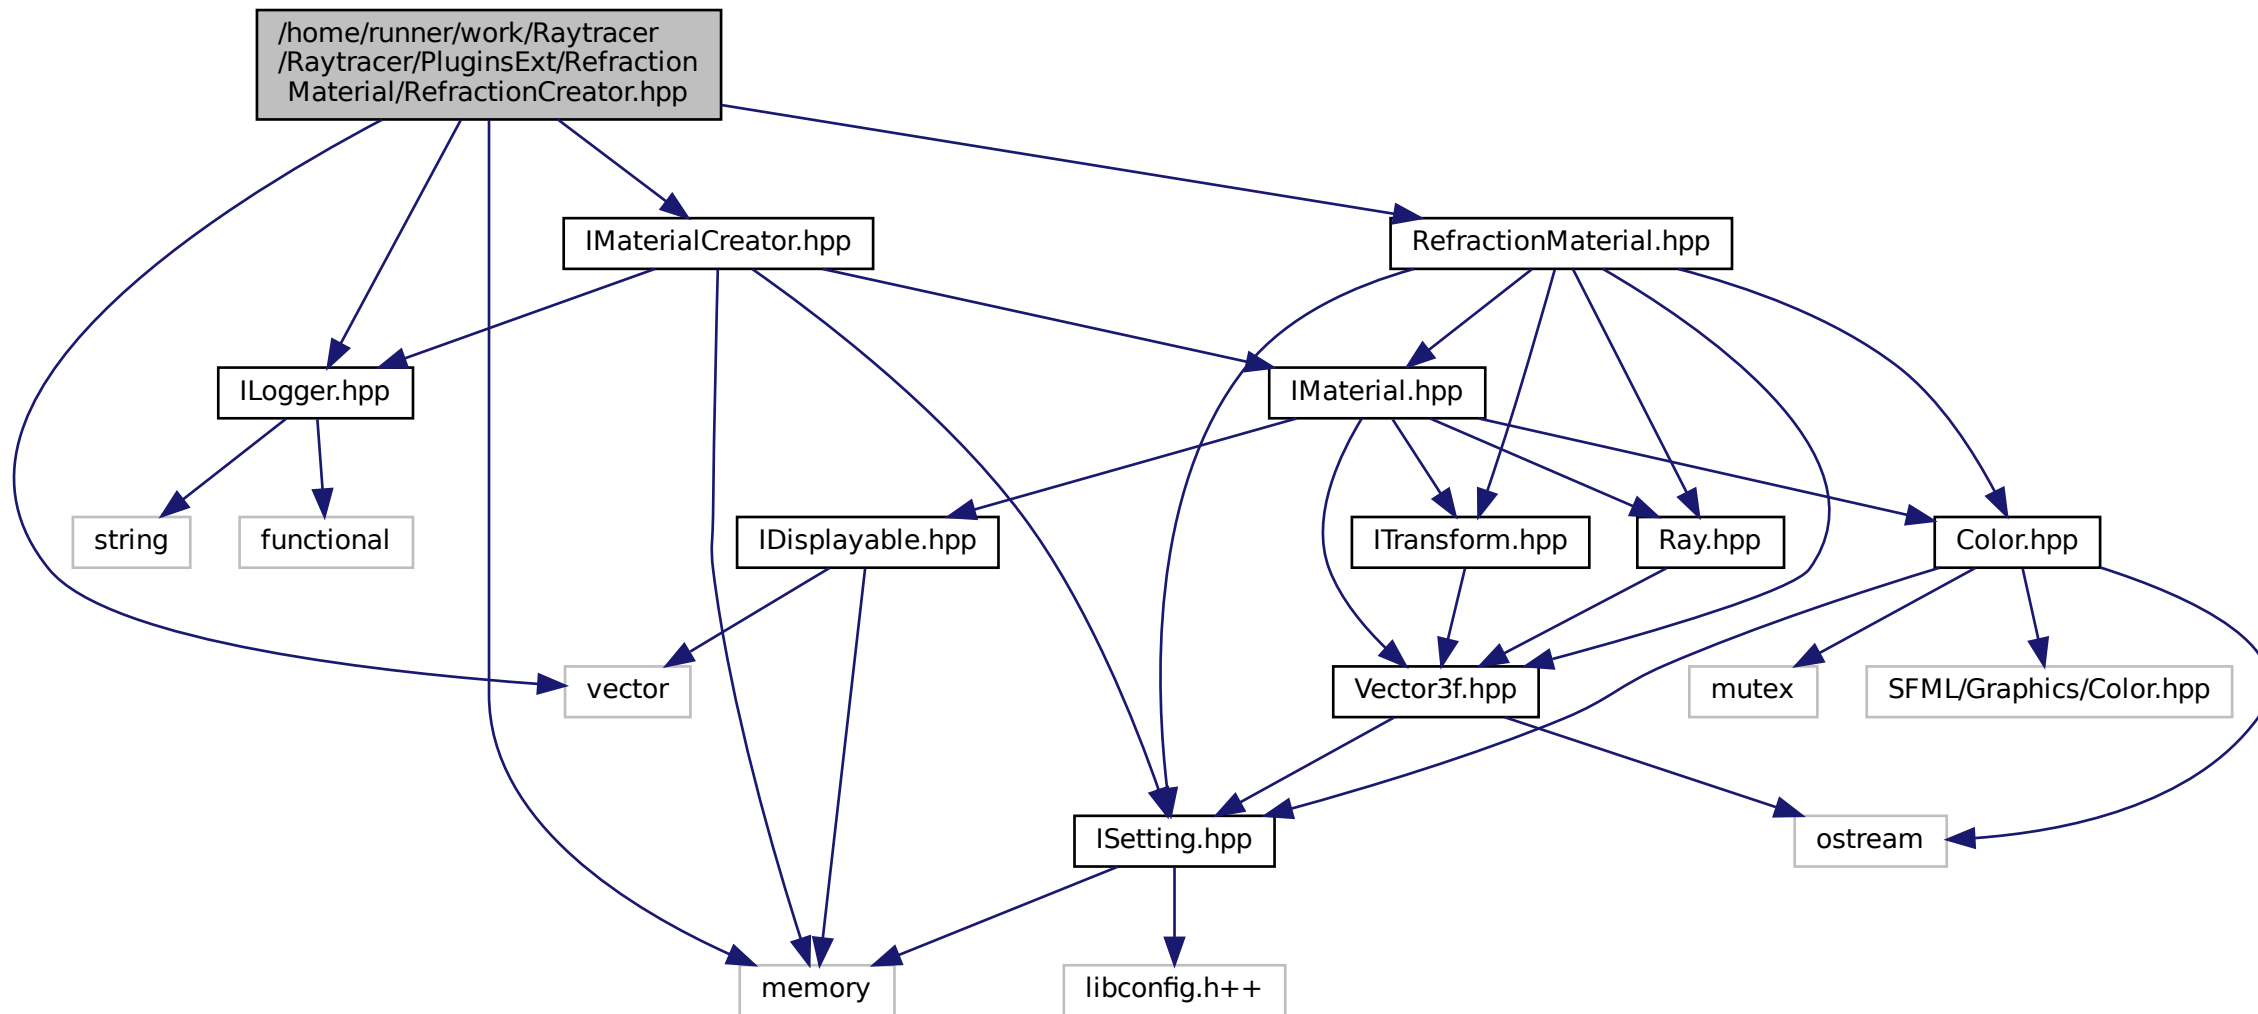 /home/runner/work/Raytracer
/Raytracer/PluginsExt/Refraction
Material/RefractionCreator.hpp
IMaterialCreator.hpp
RefractionMaterial.hpp
ILogger.hpp
IMaterial.hpp
string
functional
IDisplayable.hpp
ITransform.hpp
Ray.hpp
Color.hpp
vector
Vector3f.hpp
mutex
SFML/Graphics/Color.hpp
ISetting.hpp
ostream
memory
libconfig.h++